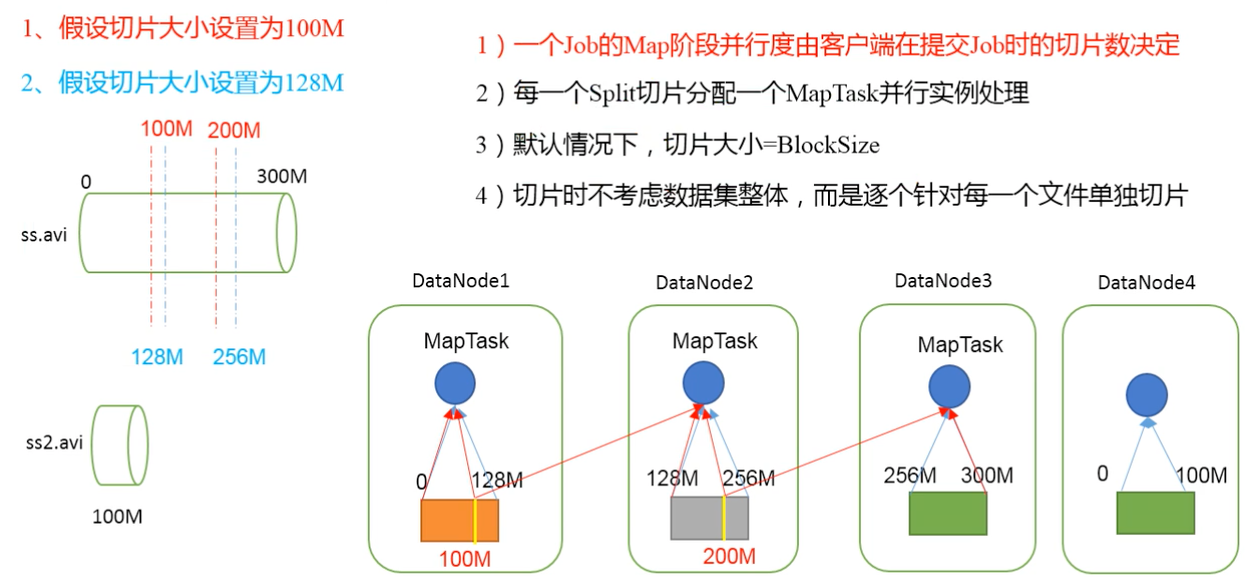 1、假设切片大小设置为100M
2、假设切片大小设置为128M
100M 200M
0 300M
ss.avi
128M 256M
ss2.avi
100M
1）一个Job的Map阶段并行度由客户端在提交Job时的切片数决定
2）每一个Split切片分配一个MapTask并行实例处理
3）默认情况下，切片大小=BlockSize
4）切片时不考虑数据集整体，而是逐个针对每一个文件单独切片
DataNode1
MapTask
0 128M
100M
DataNode2
MapTask
128M 256M
200M
DataNode3
MapTask
256M 300M
DataNode4
0 100M